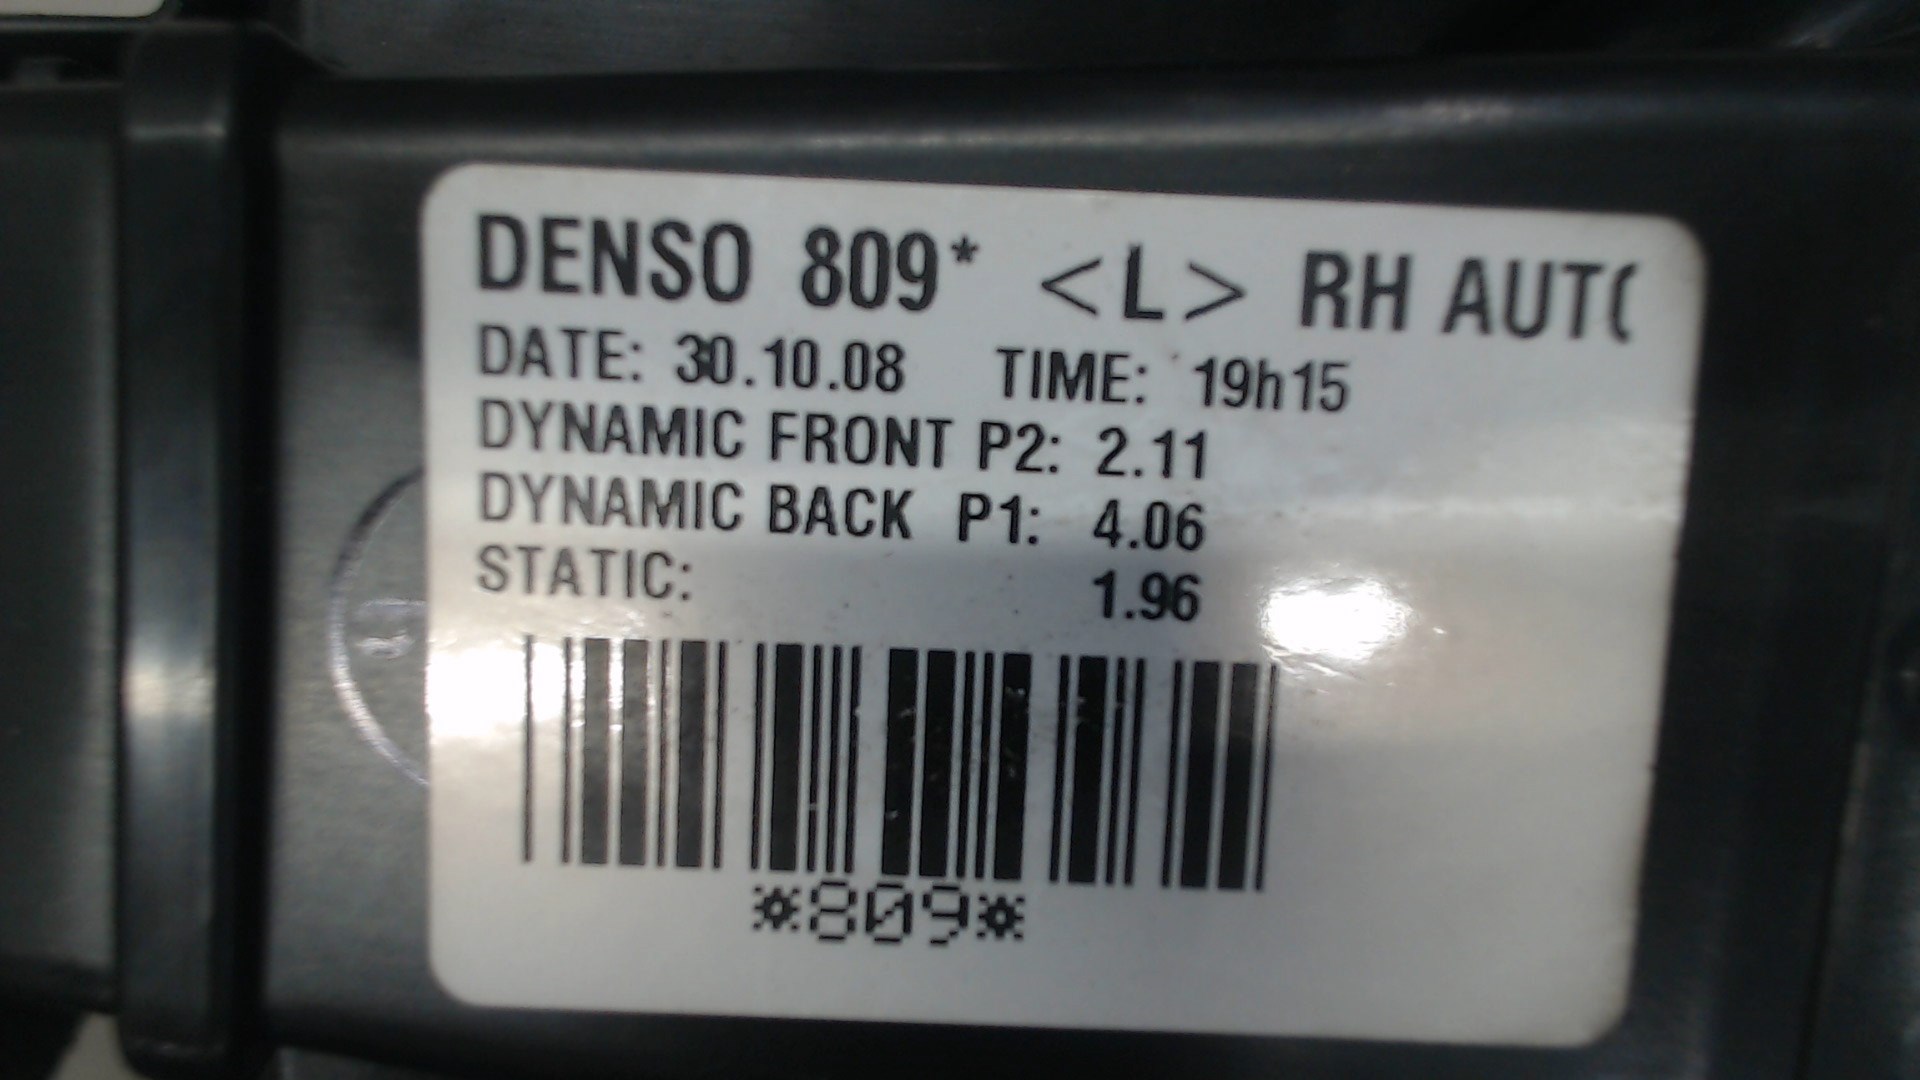 DENSO 809* <L> RH AUT(
DATE: 30.10.08 TIME: 19h15
DYNAMIC FRONT P2: 2.11
DYNAMIC BACK P1: 4.06
STATIC: 1.96
*809*